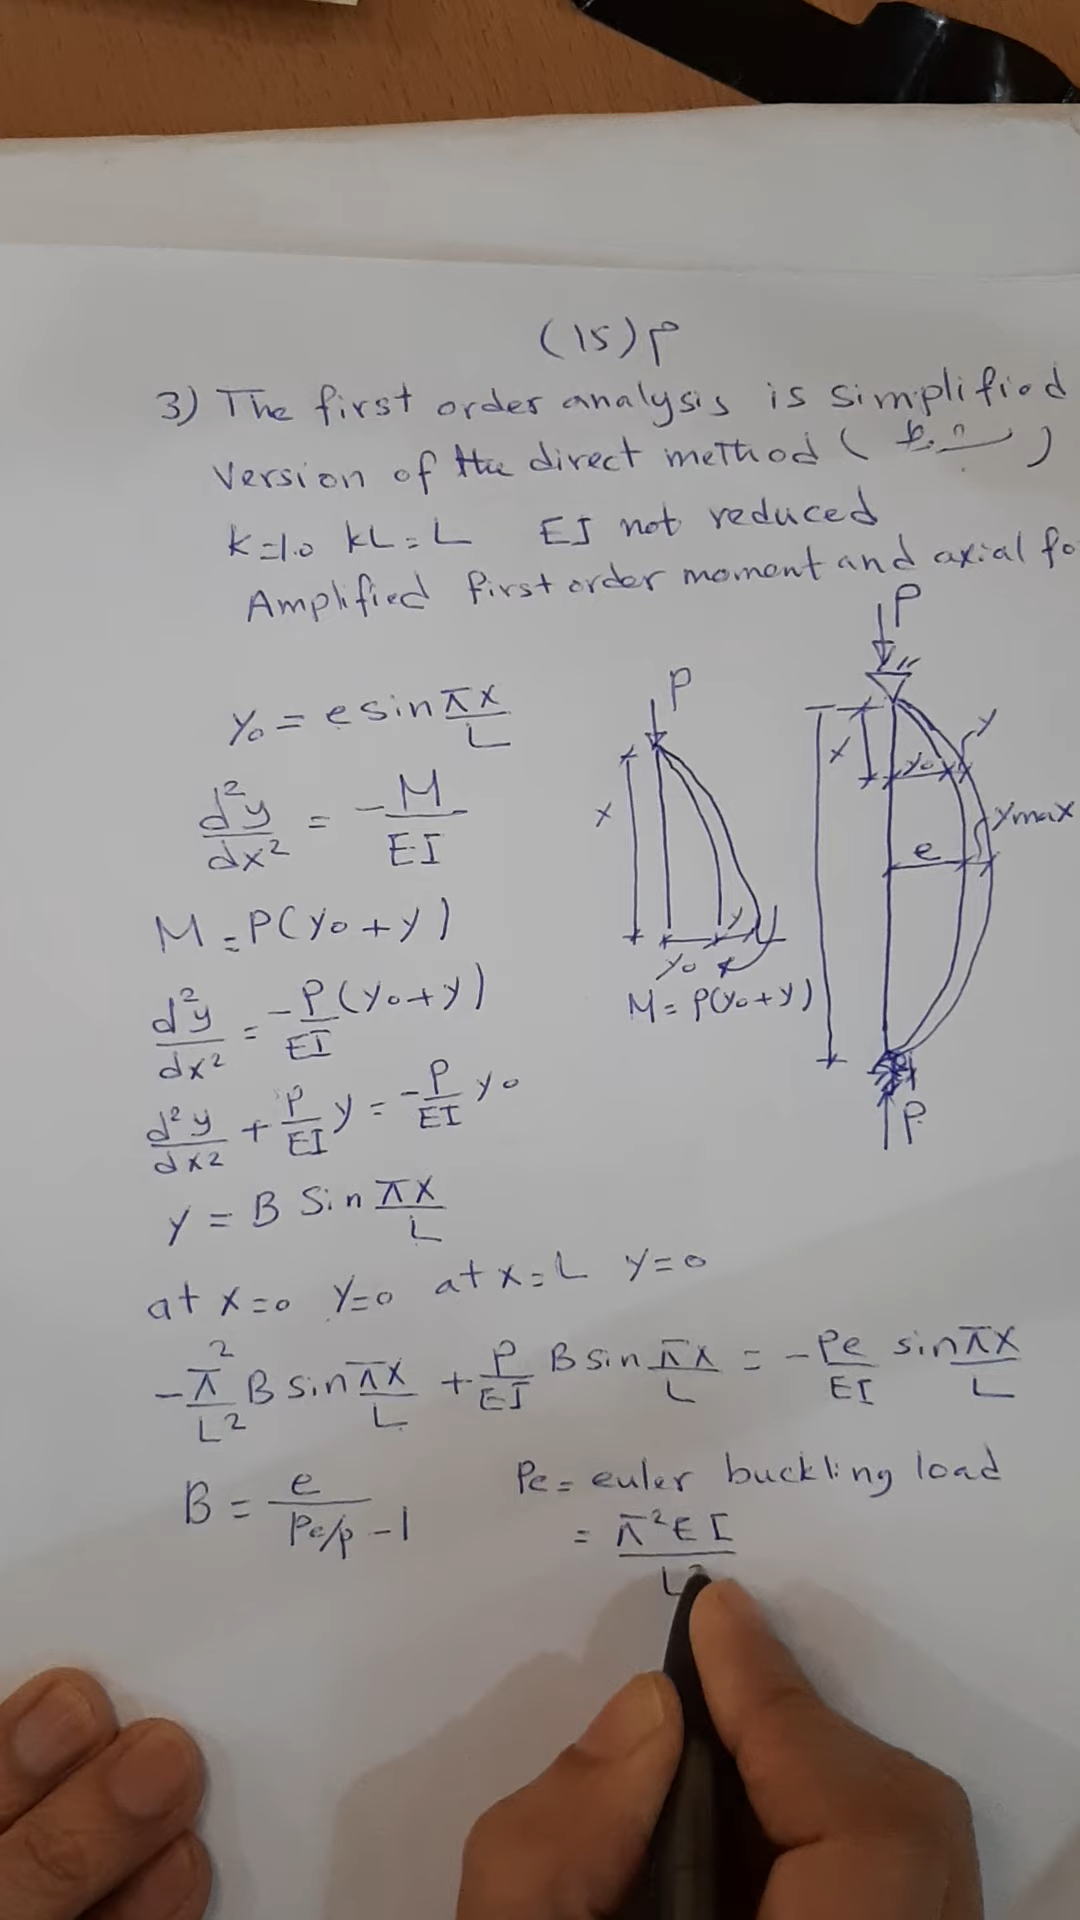 (15) P
3) The first order analysis is simplified
version of the direct method ( )
K=1.0 KL=L EI not reduced
Amplified first order moment and axial fo
P
P
y₀ = e sin πx/L
x
x
y₀
y
ymax
e
d²y/dx² = -M/EI
M=P(y₀+y)
y
y₀
M=P(y₀+y)
d²y/dx² = -P/EI (y₀+y)
d²y/dx² + P/EI y = -P/EI y₀
P
y = B Sin πx/L
at x=0 y=0 at x=L y=0
-π²/L² B sin πx/L + P/EI B sin πx/L = -Pe/EI sin πx/L
B = e/(Pe/P -1) Pe = euler buckling load
= π²EI/L²